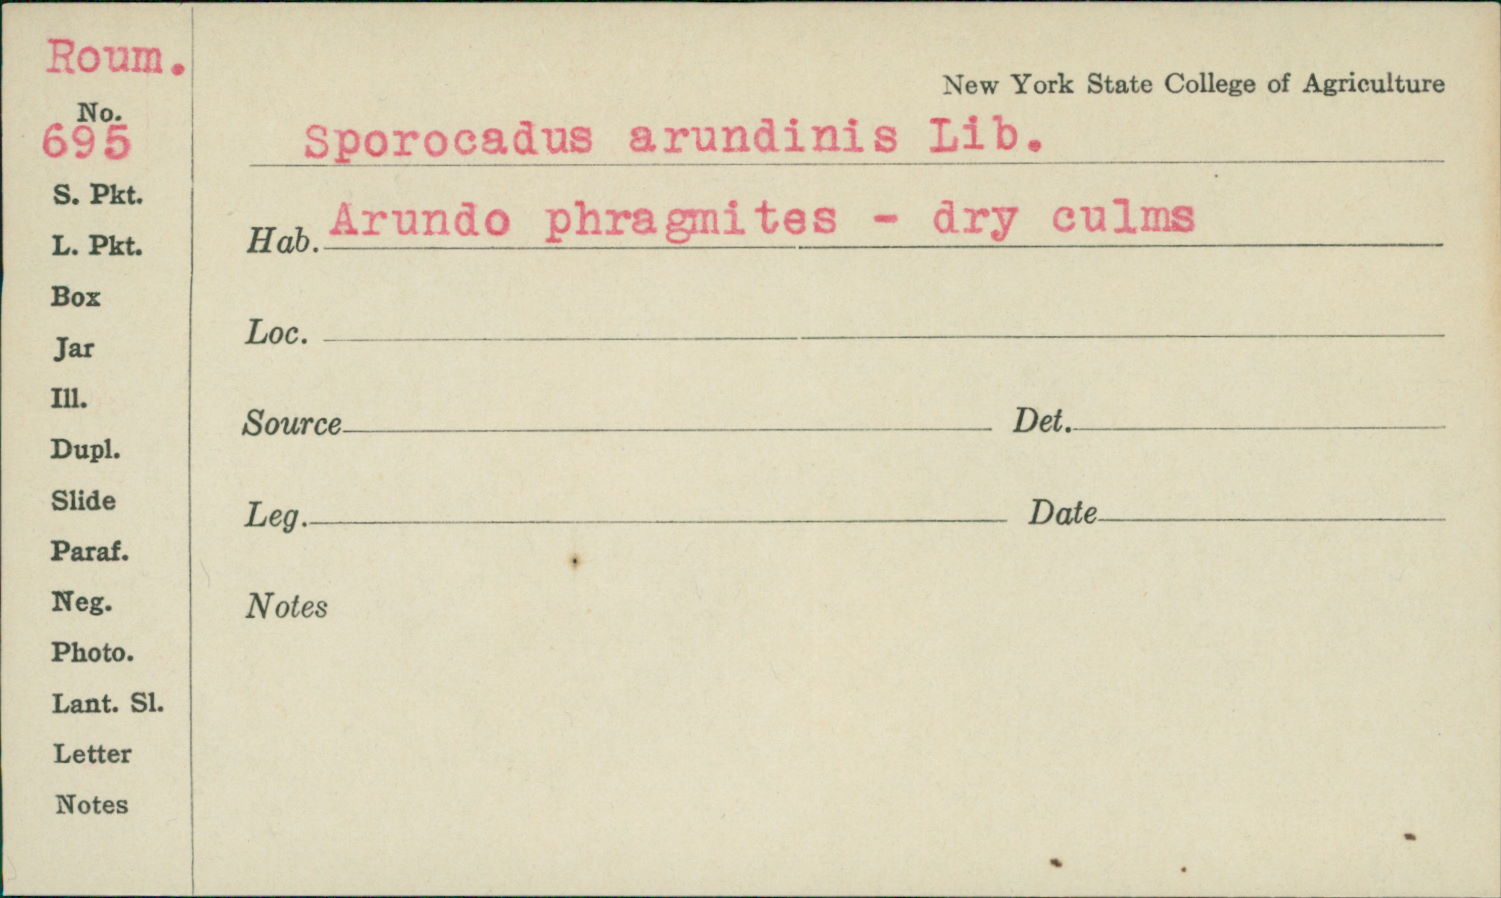 Roum.
No.
695
S. Pkt.
L. Pkt.
Box
Jar
Ill.
Dupl.
Slide
Paraf.
Neg.
Photo.
Lant. Sl.
Letter
Notes
New York State College of Agriculture
Sporocadus arundinis Lib.
Hab. Arundo phragmites - dry culms
Loc.
Source Det.
Leg. Date
Notes